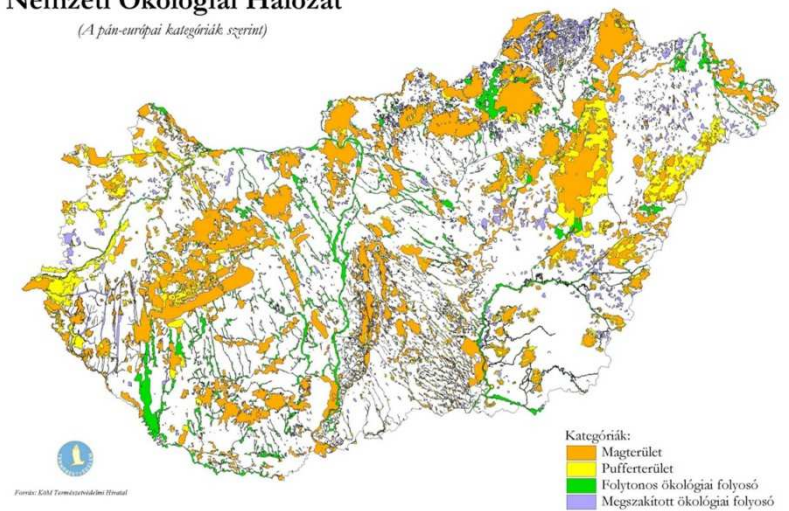 Nemzeti Ökológiai Hálózat
(A pán-európai kategóriák szerint)
Kategóriák:
Magterület
Pufferterület
Folytonos ökológiai folyosó
Megszakított ökológiai folyosó
Forrás: KöM Természetvédelmi Hivatal